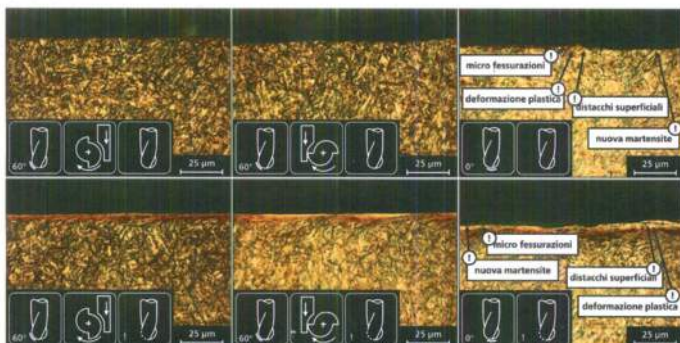 micro fessurazioni !
deformazione plastica !
! distacchi superficiali
nuova martensite !
60° 25 µm
60° 25 µm
0° 25 µm
! micro fessurazioni
! nuova martensite
distacchi superficiali !
deformazione plastica !
60° ! 25 µm
60° ! 25 µm
0° ! 25 µm